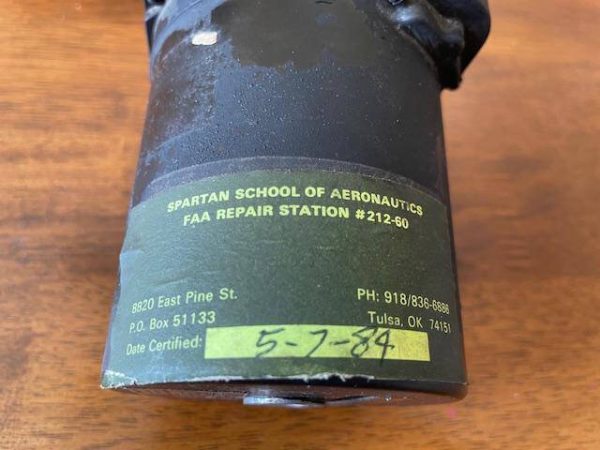 SPARTAN SCHOOL OF AERONAUTICS
FAA REPAIR STATION #212-60
8820 East Pine St.
P.O. Box 51133
PH: 918/836-6886
Tulsa, OK 74151
Date Certified: 5-7-84